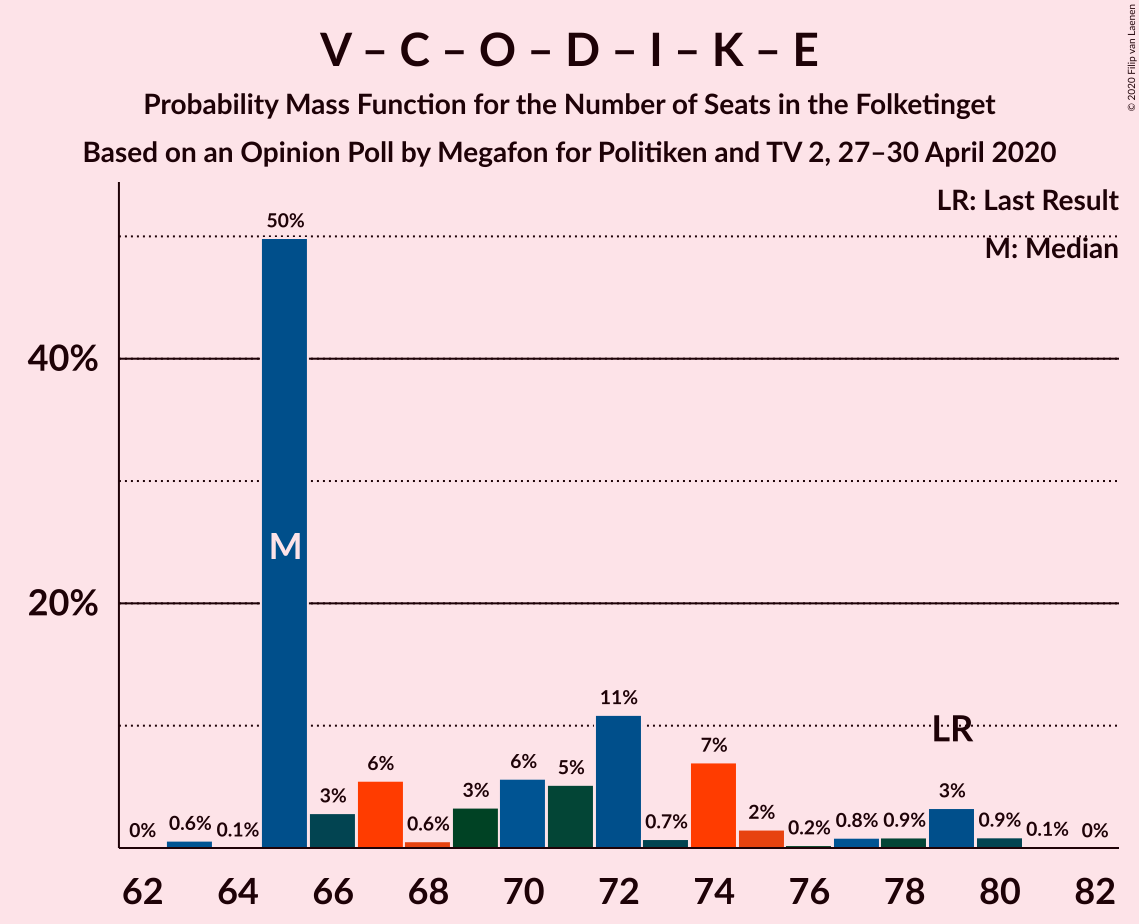 V – C – O – D – I – K – E
Probability Mass Function for the Number of Seats in the Folketinget
Based on an Opinion Poll by Megafon for Politiken and TV 2, 27–30 April 2020
© 2020 Filip van Laenen
LR: Last Result
M: Median
40%
20%
0%
0.6%
0.1%
50%
M
3%
6%
0.6%
3%
6%
5%
11%
0.7%
7%
2%
0.2%
0.8%
0.9%
LR
3%
0.9%
0.1%
0%
62 64 66 68 70 72 74 76 78 80 82